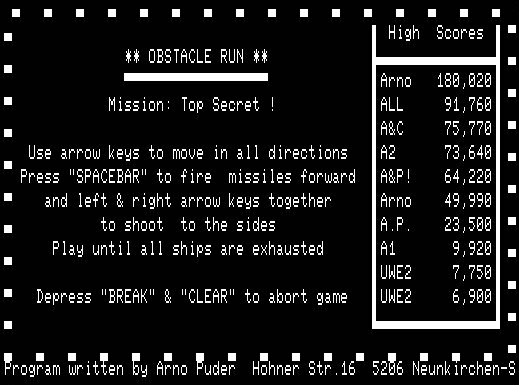 ** OBSTACLE RUN **
Mission: Top Secret !
Use arrow keys to move in all directions
Press "SPACEBAR" to fire  missiles forward
and left & right arrow keys together
to shoot  to the sides
Play until all ships are exhausted
Depress "BREAK" & "CLEAR" to abort game
High  Scores
Arno   180,020
ALL   91,760
A&C   75,770
A2   73,640
A&P!   64,220
Arno   49,990
A.P.   23,500
A1   9,920
UWE2   7,750
UWE2   6,900
Program written by Arno Puder  Hohner Str.16  5206 Neunkirchen-S